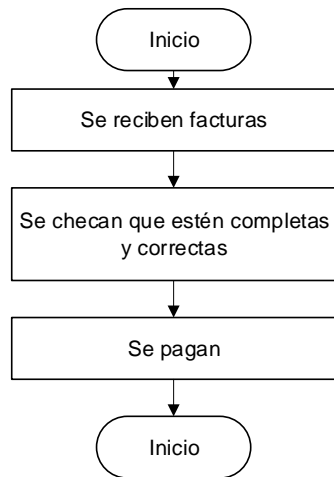 Inicio
Se reciben facturas
Se checan que estén completas
y correctas
Se pagan
Inicio